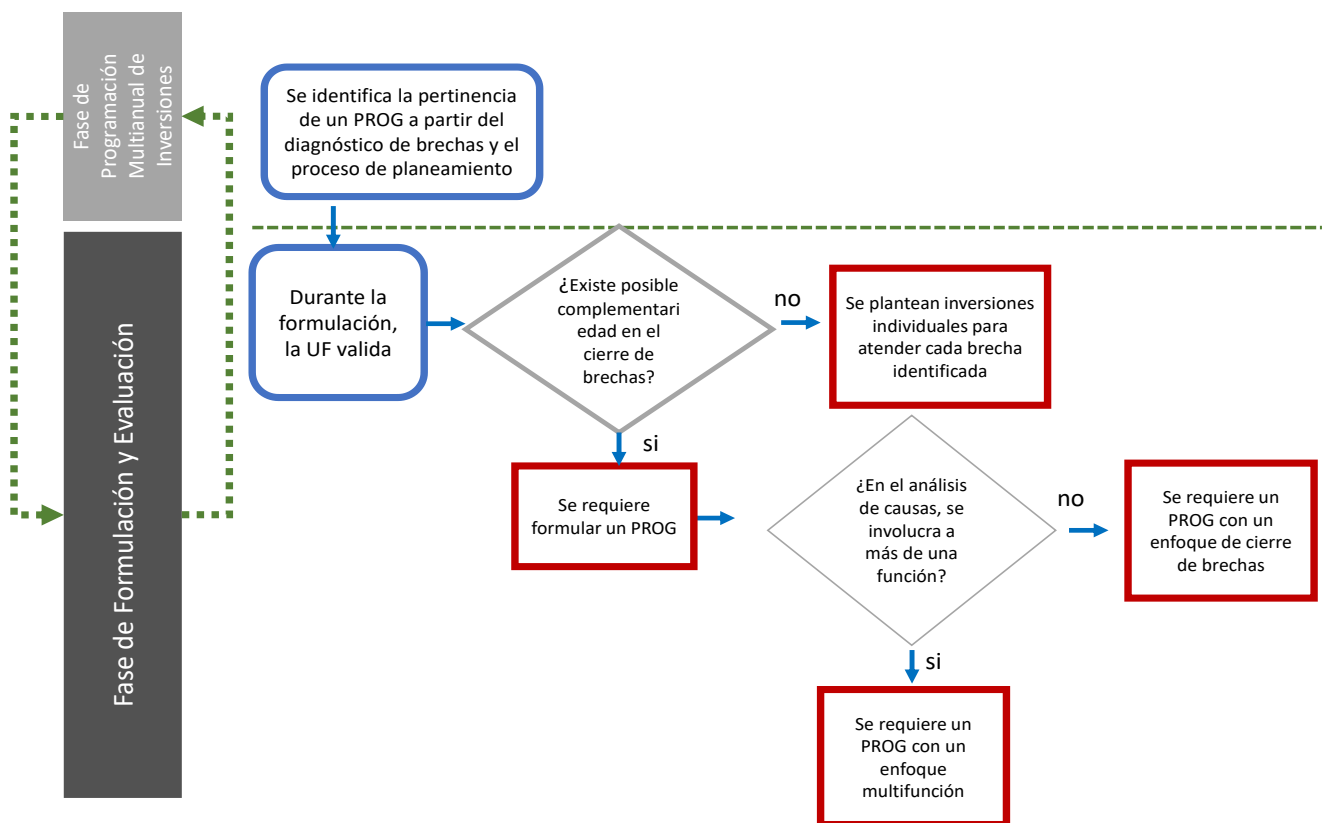 Fase de
Programación
Multianual de
Inversiones
Se identifica la pertinencia
de un PROG a partir del
diagnóstico de brechas y el
proceso de planeamiento
Fase de Formulación y Evaluación
Durante la
formulación,
la UF valida
¿Existe posible
complementari
edad en el
cierre de
brechas?
no
Se plantean inversiones
individuales para
atender cada brecha
identificada
si
Se requiere
formular un PROG
¿En el análisis
de causas, se
involucra a
más de una
función?
no
Se requiere un
PROG con un
enfoque de cierre
de brechas
si
Se requiere un
PROG con un
enfoque
multifunción